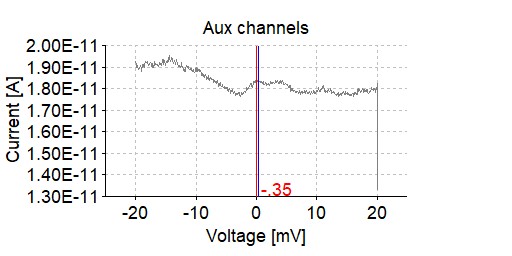 Aux channels
2.00E-11
1.90E-11
1.80E-11
1.70E-11
1.60E-11
1.50E-11
1.40E-11
1.30E-11
Current [A]
-.35
-20 -10 0 10 20
Voltage [mV]